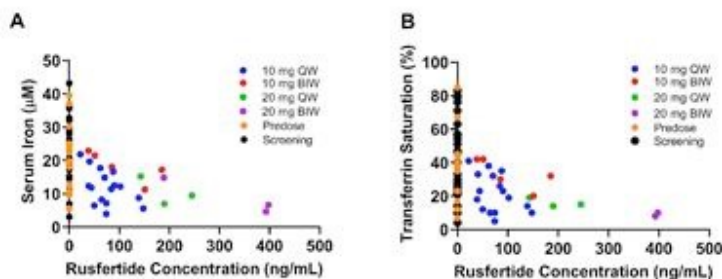 A
Serum Iron (µM)
50
40
30
20
10
0
0 100 200 300 400 500
Rusfertide Concentration (ng/mL)
10 mg QW
10 mg BIW
20 mg QW
20 mg BIW
Predose
Screening
B
Transferrin Saturation (%)
100
80
60
40
20
0
0 100 200 300 400 500
Rusfertide Concentration (ng/mL)
10 mg QW
10 mg BIW
20 mg QW
20 mg BIW
Predose
Screening